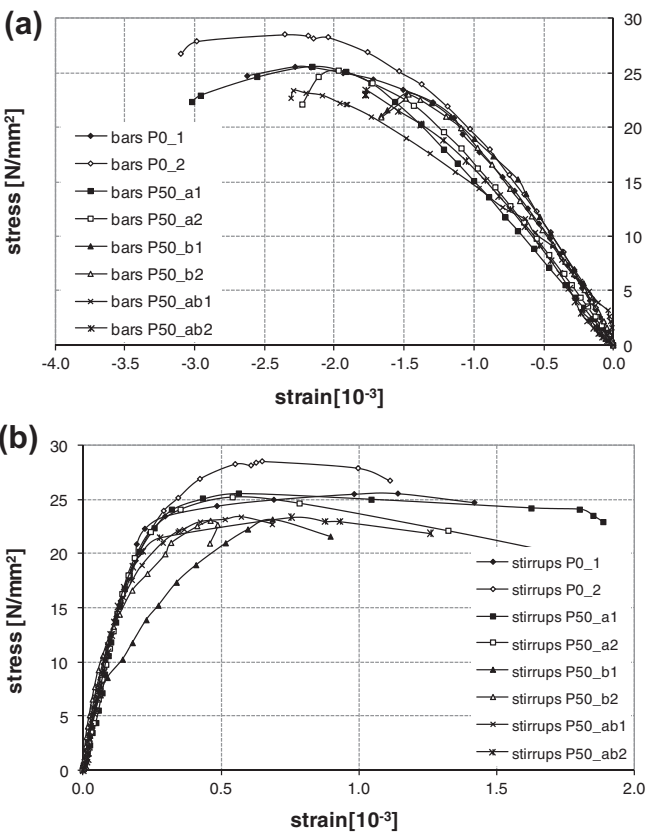 (a)
30
25
20
15
10
5
0
stress [N/mm²]
bars P0_1
bars P0_2
bars P50_a1
bars P50_a2
bars P50_b1
bars P50_b2
bars P50_ab1
bars P50_ab2
-4.0 -3.5 -3.0 -2.5 -2.0 -1.5 -1.0 -0.5 0.0
strain[10⁻³]
(b)
30
25
20
15
10
5
0
stress [N/mm²]
stirrups P0_1
stirrups P0_2
stirrups P50_a1
stirrups P50_a2
stirrups P50_b1
stirrups P50_b2
stirrups P50_ab1
stirrups P50_ab2
0.0 0.5 1.0 1.5 2.0
strain[10⁻³]